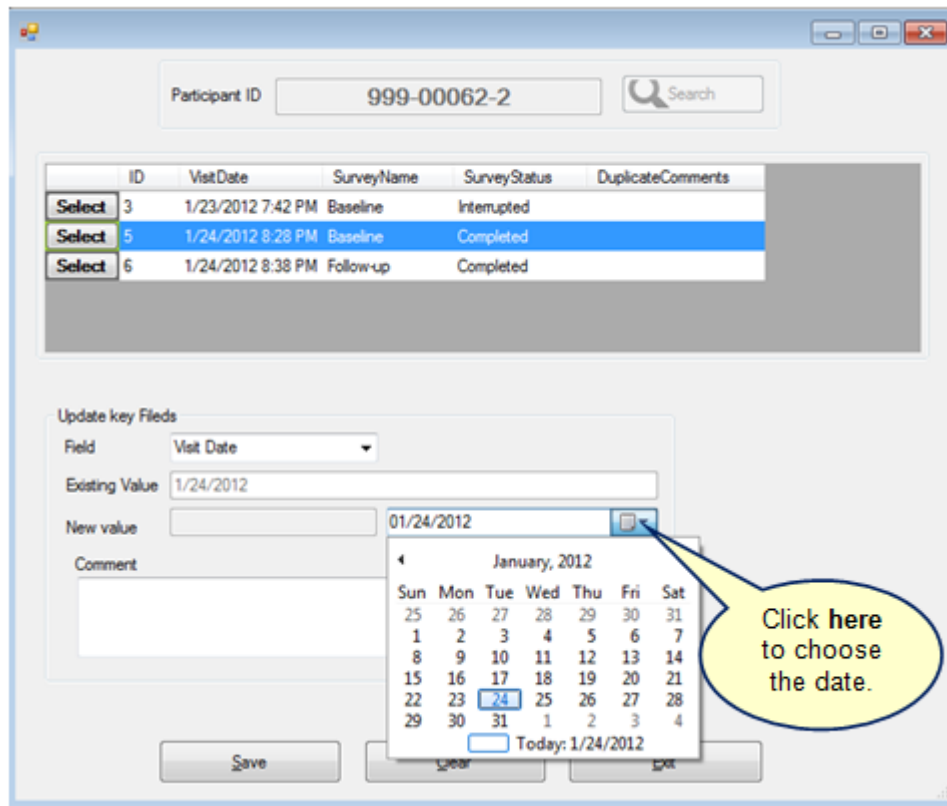 Participant ID 999-00062-2 Search
ID VisitDate SurveyName SurveyStatus DuplicateComments
Select 3 1/23/2012 7:42 PM Baseline Interrupted
Select 5 1/24/2012 8:28 PM Baseline Completed
Select 6 1/24/2012 8:38 PM Follow-up Completed
Update key Fileds
Field Visit Date
Existing Value 1/24/2012
New value 01/24/2012
Comment
January, 2012
Sun Mon Tue Wed Thu Fri Sat
25 26 27 28 29 30 31
1 2 3 4 5 6 7
8 9 10 11 12 13 14
15 16 17 18 19 20 21
22 23 24 25 26 27 28
29 30 31 1 2 3 4
Today: 1/24/2012
Click here
to choose
the date.
Save Clear Exit